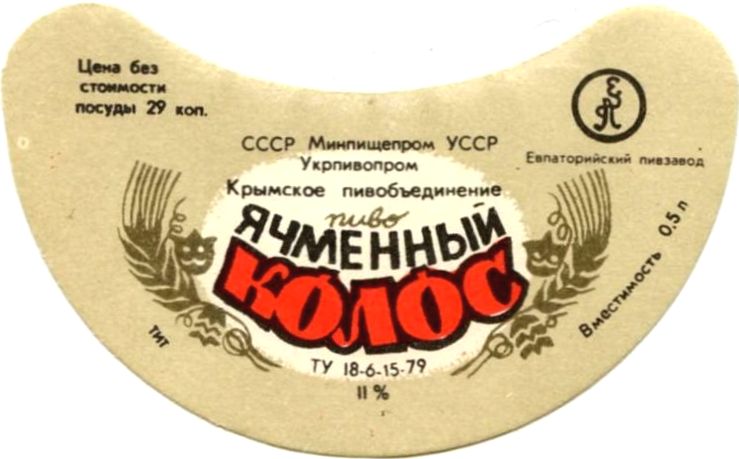 Цена без
стоимости
посуды 29 коп.
СССР Минпищепром УССР
Укрпивопром
Крымское пивобъединение
Евпаторийский пивзавод
пиво
ЯЧМЕННЫЙ
КОЛОС
Вместимость 0.5 л
ТИТ
ТУ 18-6-15-79
11 %